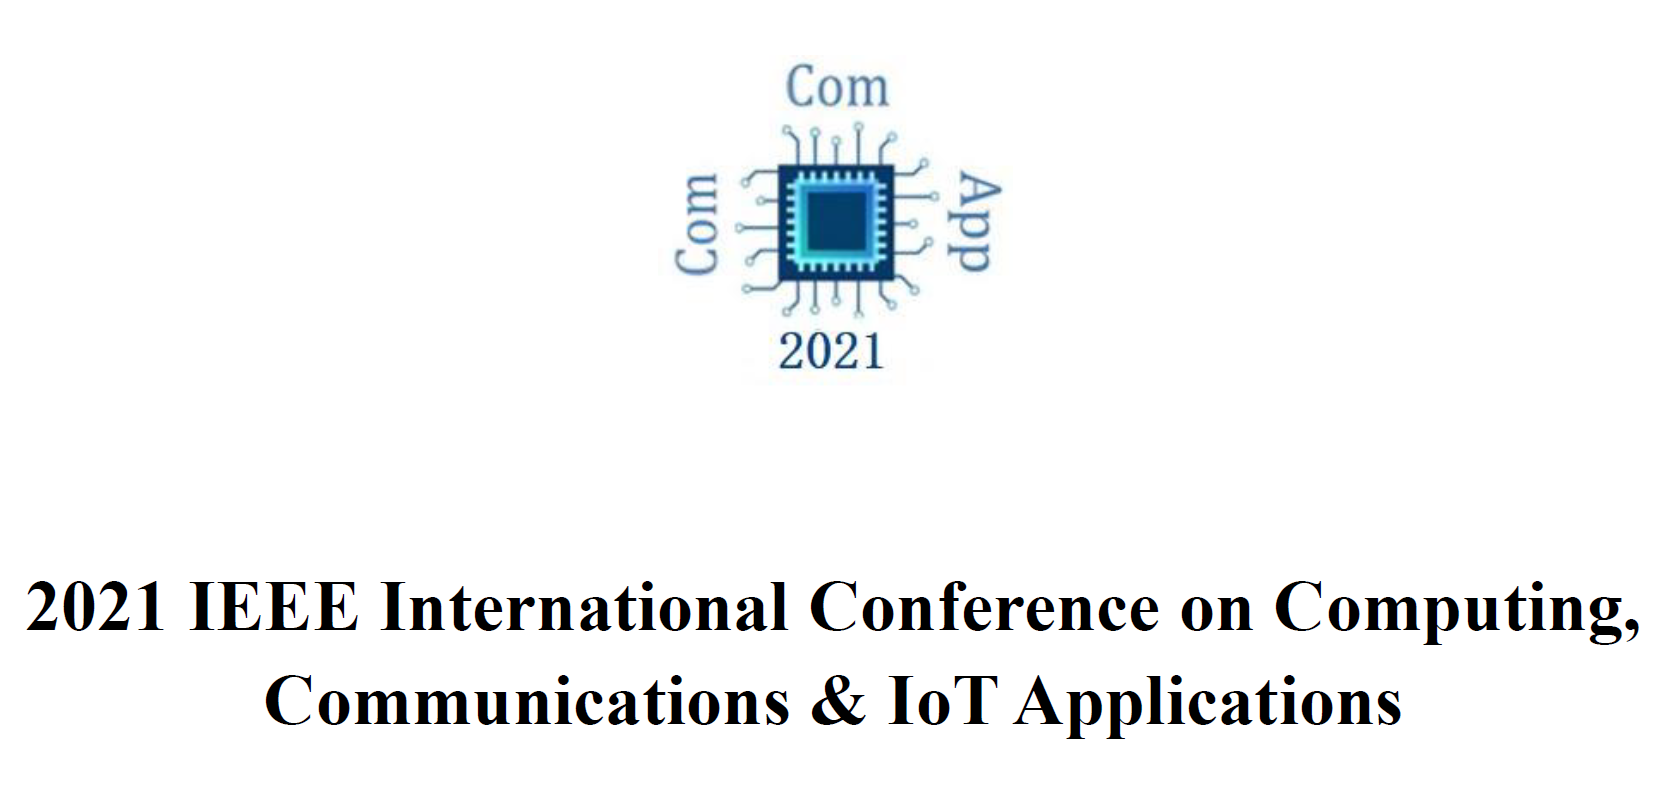 Com
Com
App
2021
2021 IEEE International Conference on Computing,
Communications & IoT Applications